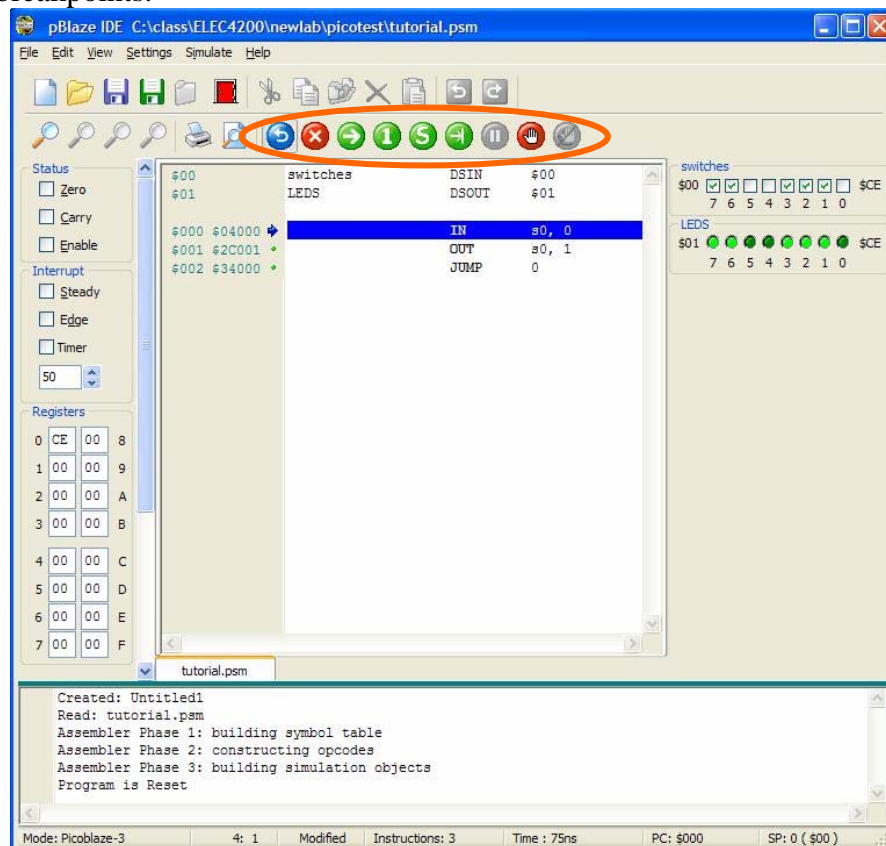 breakpoints.
pBlaze IDE C:\class\ELEC4200\newlab\picotest\tutorial.psm
File Edit View Settings Simulate Help
1 S
Status
Zero
Carry
Enable
Interrupt
Steady
Edge
Timer
50
Registers
0 CE 00 8
1 00 00 9
2 00 00 A
3 00 00 B
4 00 00 C
5 00 00 D
6 00 00 E
7 00 00 F
$00 switches DSIN $00
$01 LEDS DSOUT $01
$000 $04000 IN s0, 0
$001 $2C001 OUT s0, 1
$002 $34000 JUMP 0
tutorial.psm
switches
$00 $CE
7 6 5 4 3 2 1 0
LEDS
$01 $CE
7 6 5 4 3 2 1 0
Created: Untitled1
Read: tutorial.psm
Assembler Phase 1: building symbol table
Assembler Phase 2: constructing opcodes
Assembler Phase 3: building simulation objects
Program is Reset
Mode: Picoblaze-3 4: 1 Modified Instructions: 3 Time : 75ns PC: $000 SP: 0 ( $00 )